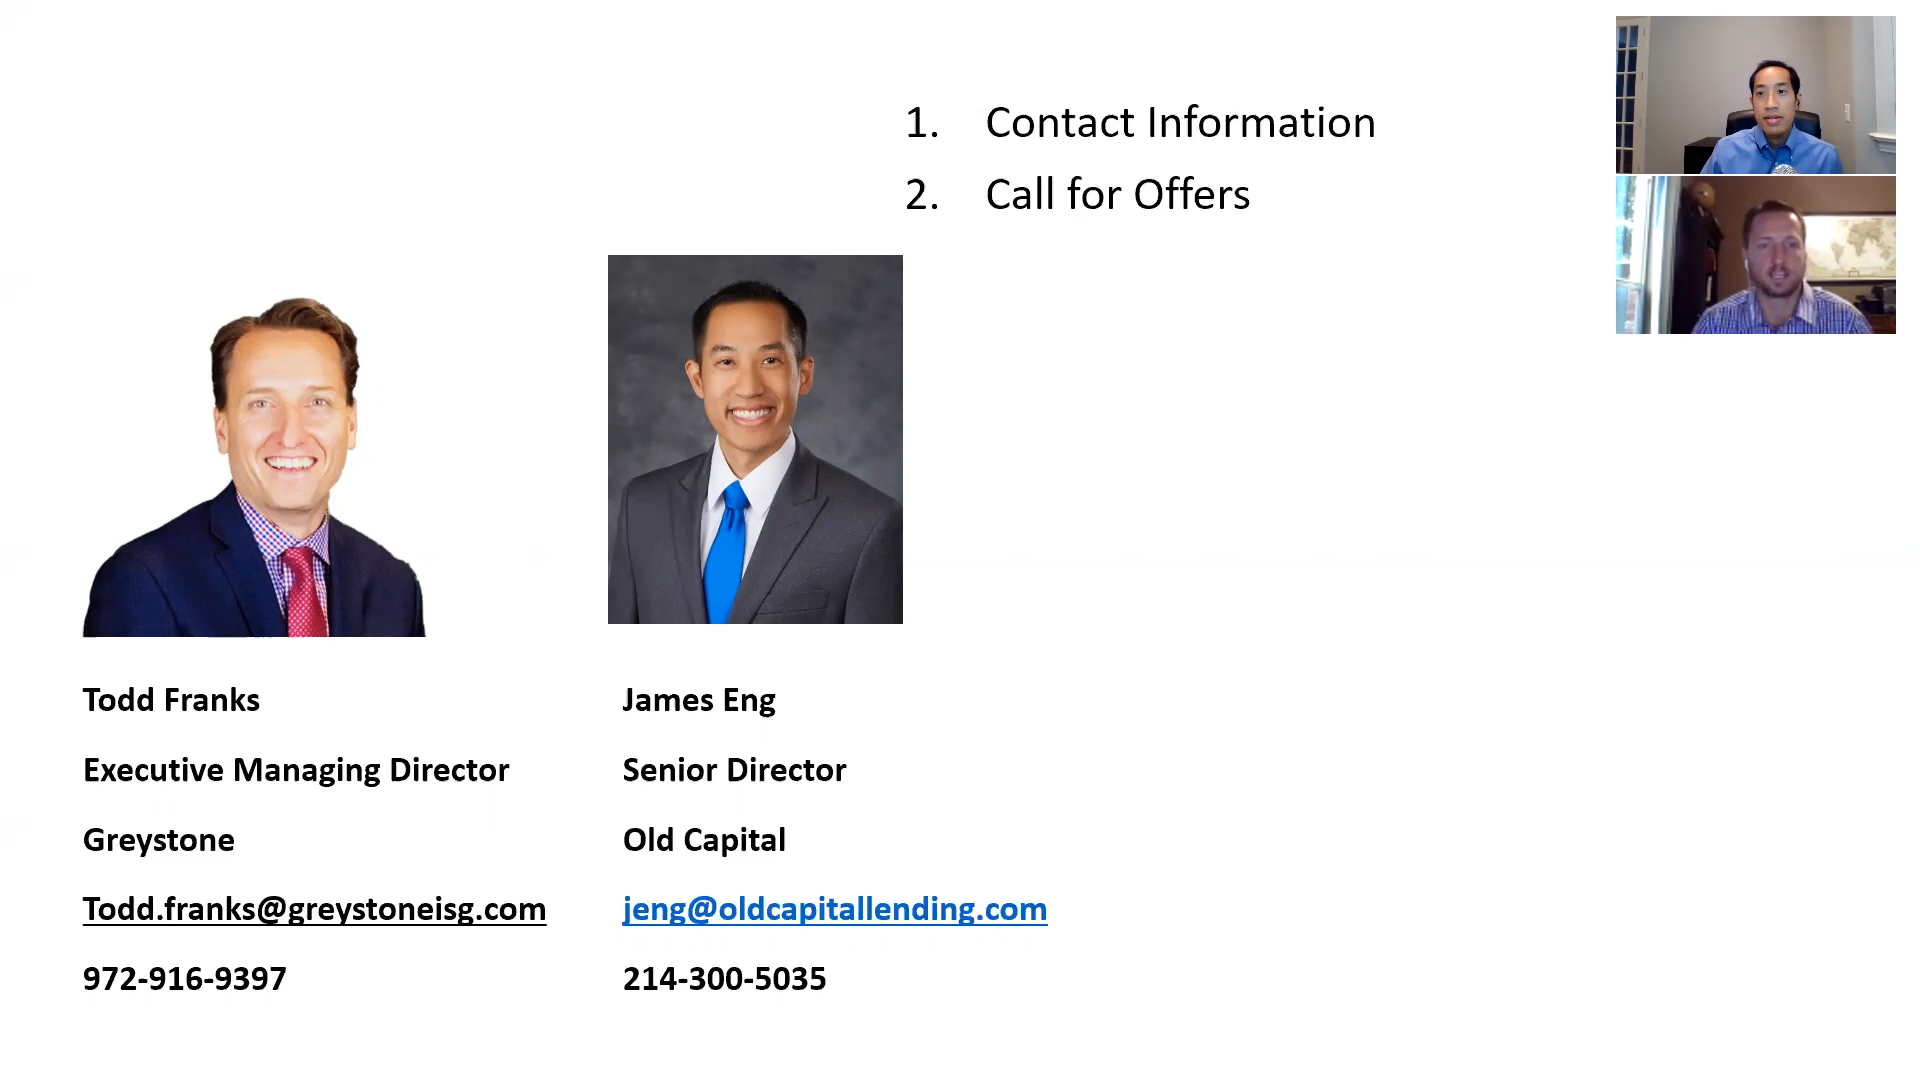 1. Contact Information
2. Call for Offers
Todd Franks
Executive Managing Director
Greystone
Todd.franks@greystoneisg.com
972-916-9397
James Eng
Senior Director
Old Capital
jeng@oldcapitallending.com
214-300-5035